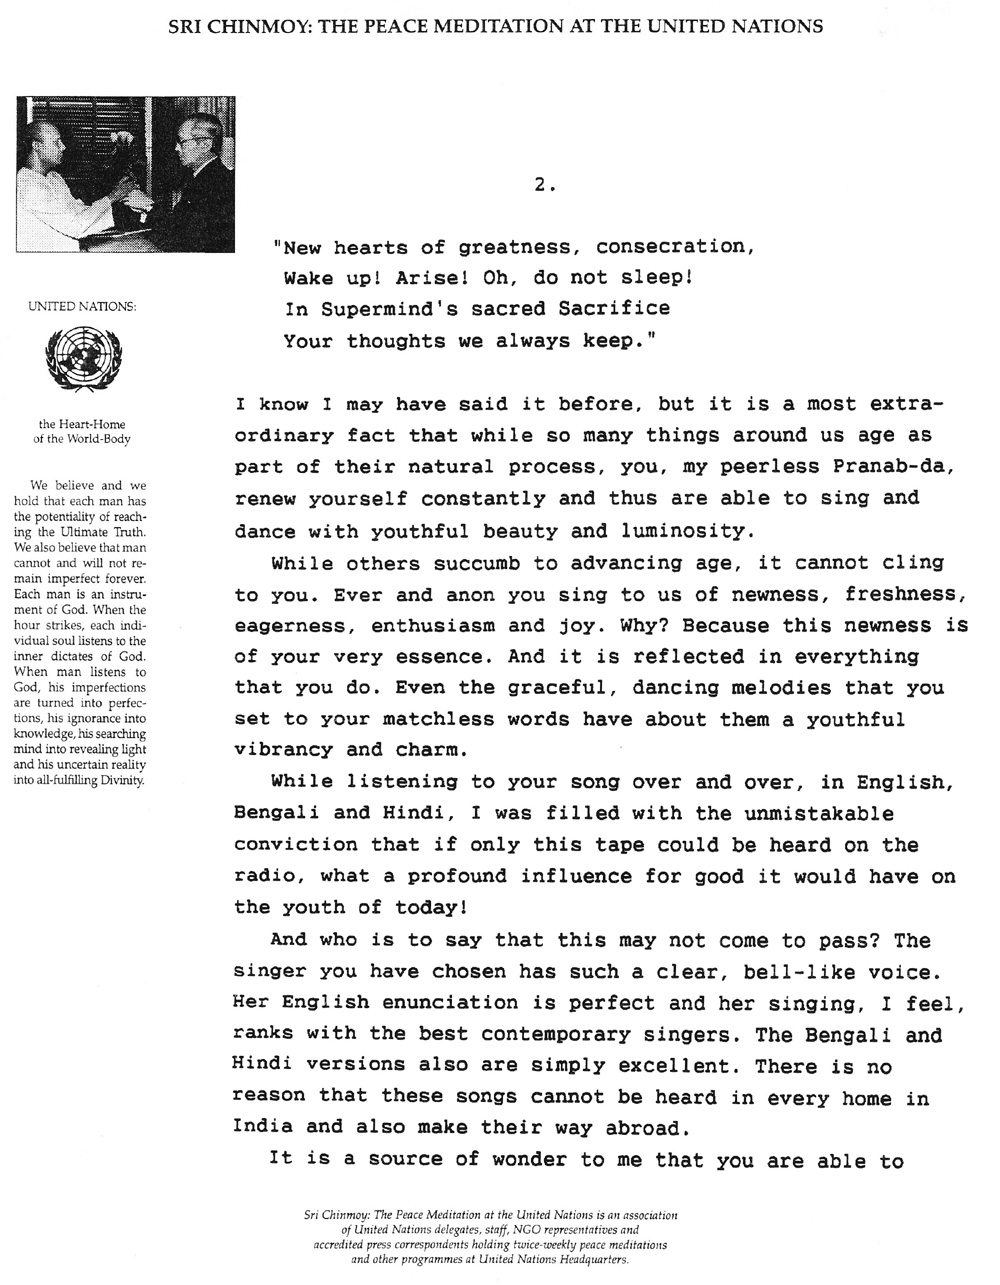 SRI CHINMOY: THE PEACE MEDITATION AT THE UNITED NATIONS
UNITED NATIONS:
the Heart-Home
of the World-Body
We believe and we
hold that each man has
the potentiality of reach-
ing the Ultimate Truth.
We also believe that man
cannot and will not re-
main imperfect forever.
Each man is an instru-
ment of God. When the
hour strikes, each indi-
vidual soul listens to the
inner dictates of God.
When man listens to
God, his imperfections
are turned into perfec-
tions, his ignorance into
knowledge, his searching
mind into revealing light
and his uncertain reality
into all-fulfilling Divinity.
2.
"New hearts of greatness, consecration,
Wake up! Arise! Oh, do not sleep!
In Supermind's sacred Sacrifice
Your thoughts we always keep."
I know I may have said it before, but it is a most extra-
ordinary fact that while so many things around us age as
part of their natural process, you, my peerless Pranab-da,
renew yourself constantly and thus are able to sing and
dance with youthful beauty and luminosity.
While others succumb to advancing age, it cannot cling
to you. Ever and anon you sing to us of newness, freshness,
eagerness, enthusiasm and joy. Why? Because this newness is
of your very essence. And it is reflected in everything
that you do. Even the graceful, dancing melodies that you
set to your matchless words have about them a youthful
vibrancy and charm.
While listening to your song over and over, in English,
Bengali and Hindi, I was filled with the unmistakable
conviction that if only this tape could be heard on the
radio, what a profound influence for good it would have on
the youth of today!
And who is to say that this may not come to pass? The
singer you have chosen has such a clear, bell-like voice.
Her English enunciation is perfect and her singing, I feel,
ranks with the best contemporary singers. The Bengali and
Hindi versions also are simply excellent. There is no
reason that these songs cannot be heard in every home in
India and also make their way abroad.
It is a source of wonder to me that you are able to
Sri Chinmoy: The Peace Meditation at the United Nations is an association
of United Nations delegates, staff, NGO representatives and
accredited press correspondents holding twice-weekly peace meditations
and other programmes at United Nations Headquarters.